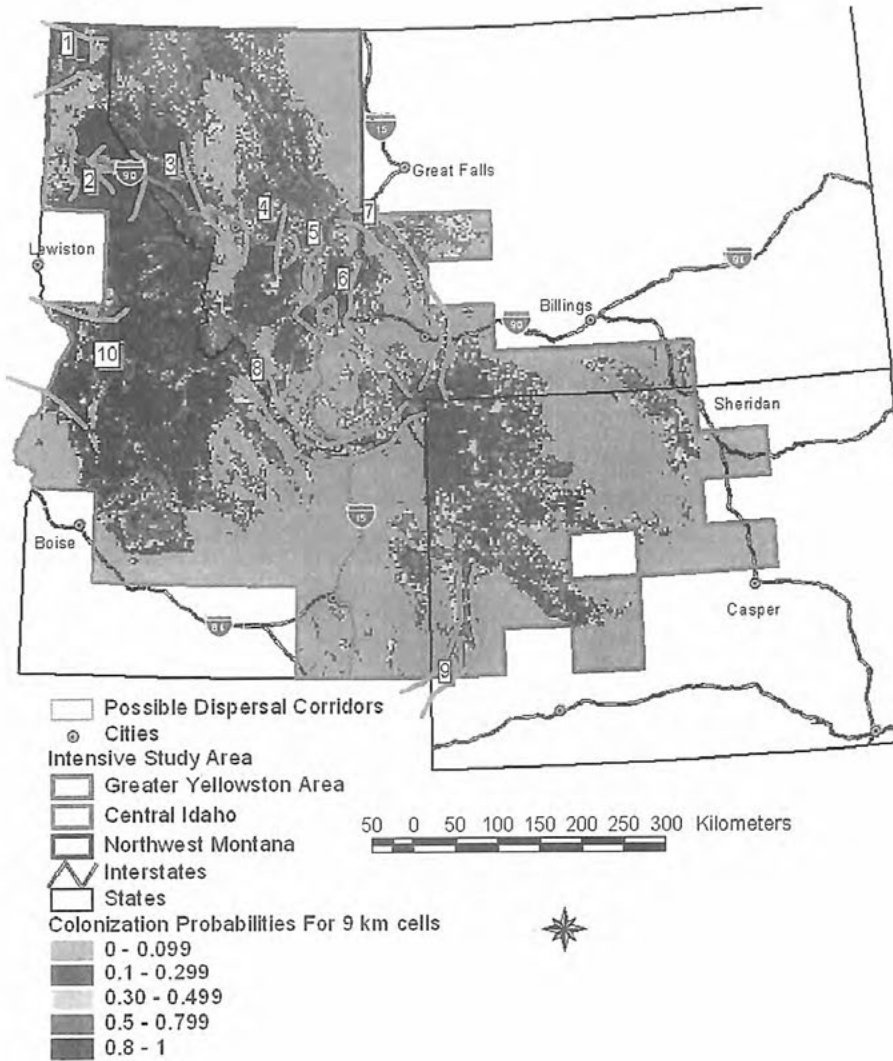 1
15
Great Falls
2
90
3
4
5
7
Lewiston
6
Billings
90
10
8
Sheridan
15
Boise
Casper
9
Possible Dispersal Corridors
Cities
Intensive Study Area
Greater Yellowston Area
Central Idaho
Northwest Montana
50 0 50 100 150 200 250 300 Kilometers
Interstates
States
Colonization Probabilities For 9 km cells
0 - 0.099
0.1 - 0.299
0.30 - 0.499
0.5 - 0.799
0.8 - 1